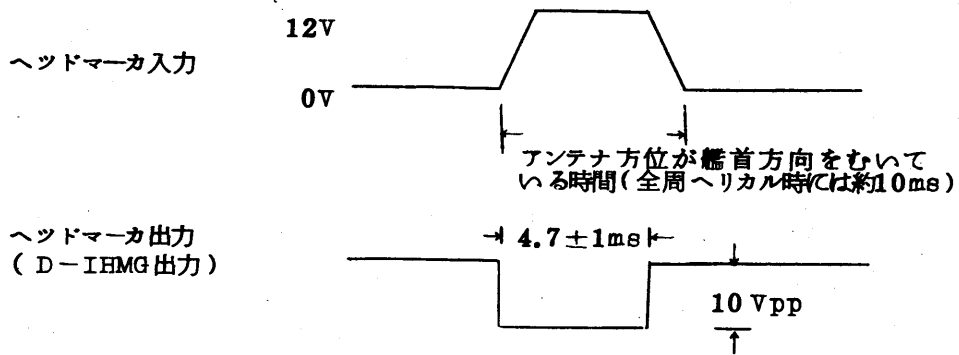 12V
ヘッドマーカ入力
0V
アンテナ方位が艦首方向をむいて
いる時間(全周ヘリカル時には約10ms)
ヘッドマーカ出力
(D-IHMG出力)
4.7±1ms
10Vpp